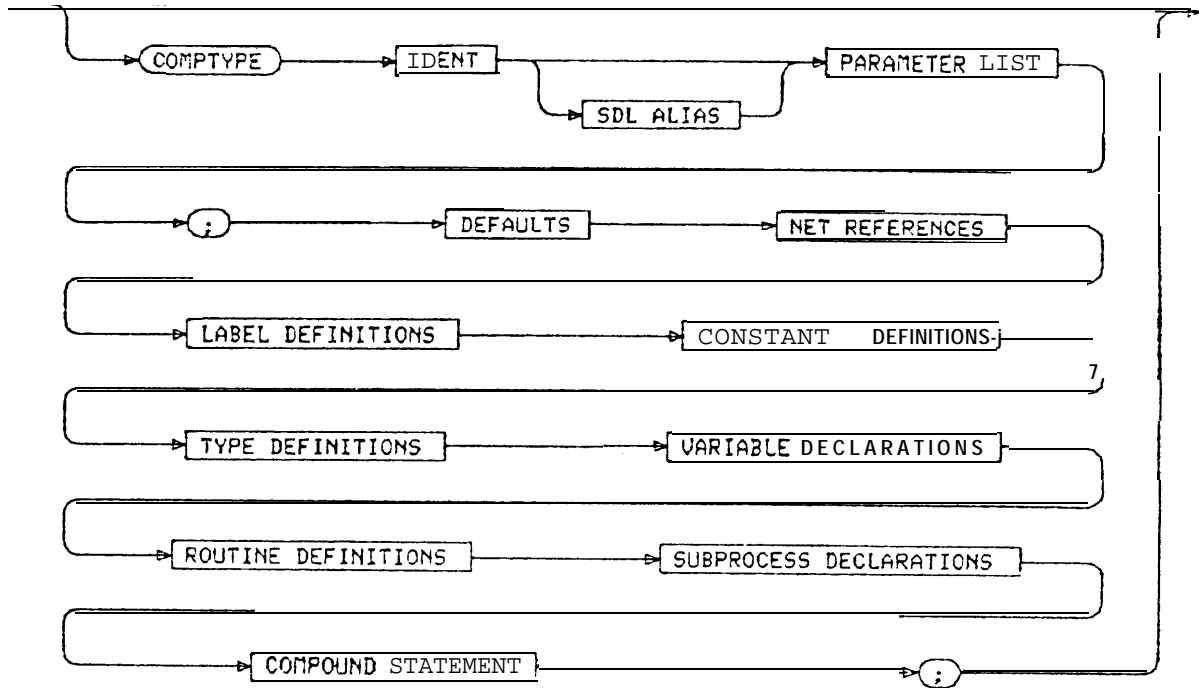 COMPTYPE IDENT PARAMETER LIST
SDL ALIAS
; DEFAULTS NET REFERENCES
LABEL DEFINITIONS CONSTANT DEFINITIONS
7
TYPE DEFINITIONS VARIABLE DECLARATIONS
ROUTINE DEFINITIONS SUBPROCESS DECLARATIONS
COMPOUND STATEMENT ;